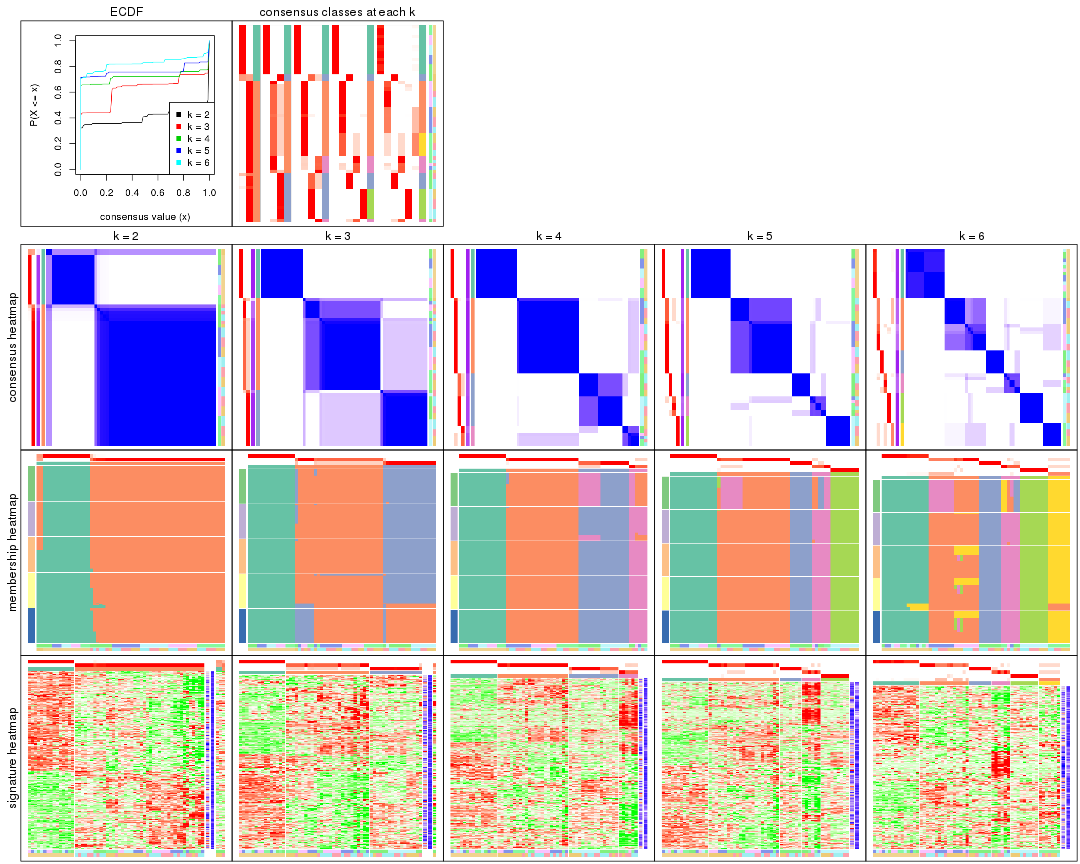 ECDF
consensus classes at each k
P(X <= x)
1.0
0.8
0.6
0.4
0.2
0.0
k = 2
k = 3
k = 4
k = 5
k = 6
0.0 0.2 0.4 0.6 0.8 1.0
consensus value (x)
k = 2
k = 3
k = 4
k = 5
k = 6
consensus heatmap
membership heatmap
signature heatmap